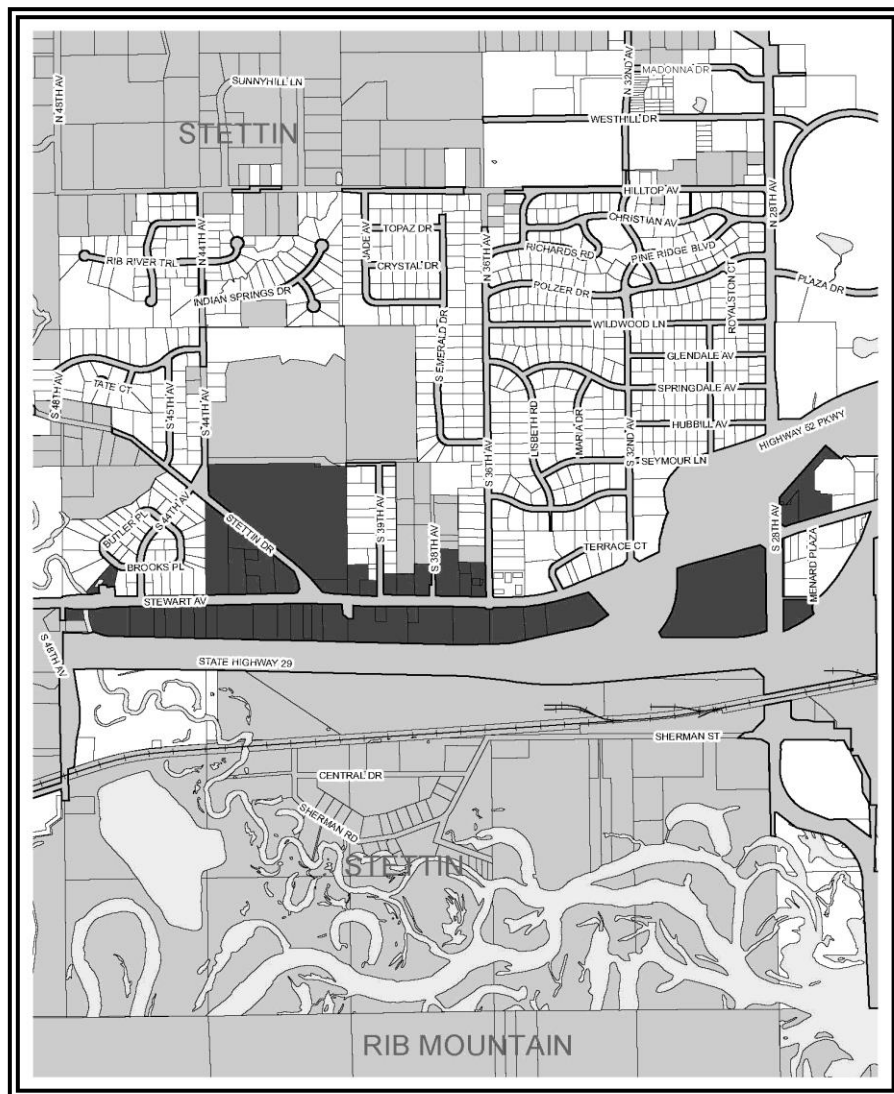 N 48TH AV
SUNNYHILL LN
STETTIN
N 32ND AV
MADONNA DR
WESTHILL DR
HILLTOP AV
N 28TH AV
CHRISTIAN AV
N 44TH AV
JADE AV
TOPAZ DR
N 36TH AV
RICHARDS RD
PINE RIDGE BLVD
RIB RIVER TRL
CRYSTAL DR
INDIAN SPRINGS DR
POLZER DR
ROYALSTON CT
PLAZA DR
S EMERALD DR
WILDWOOD LN
GLENDALE AV
S 48TH AV
TATE CT
S 45TH AV
S 44TH AV
SPRINGDALE AV
LISBETH RD
MARIA DR
S 36TH AV
S 32ND AV
HUBBILL AV
HIGHWAY 52 PKWY
SEYMOUR LN
BUTLER PL
S 44TH AV
STETTIN DR
S 39TH AV
S 38TH AV
TERRACE CT
S 28TH AV
MENARD PLAZA
BROOKS PL
STEWART AV
S 48TH AV
STATE HIGHWAY 29
SHERMAN ST
CENTRAL DR
SHERMAN RD
STETTIN
RIB MOUNTAIN